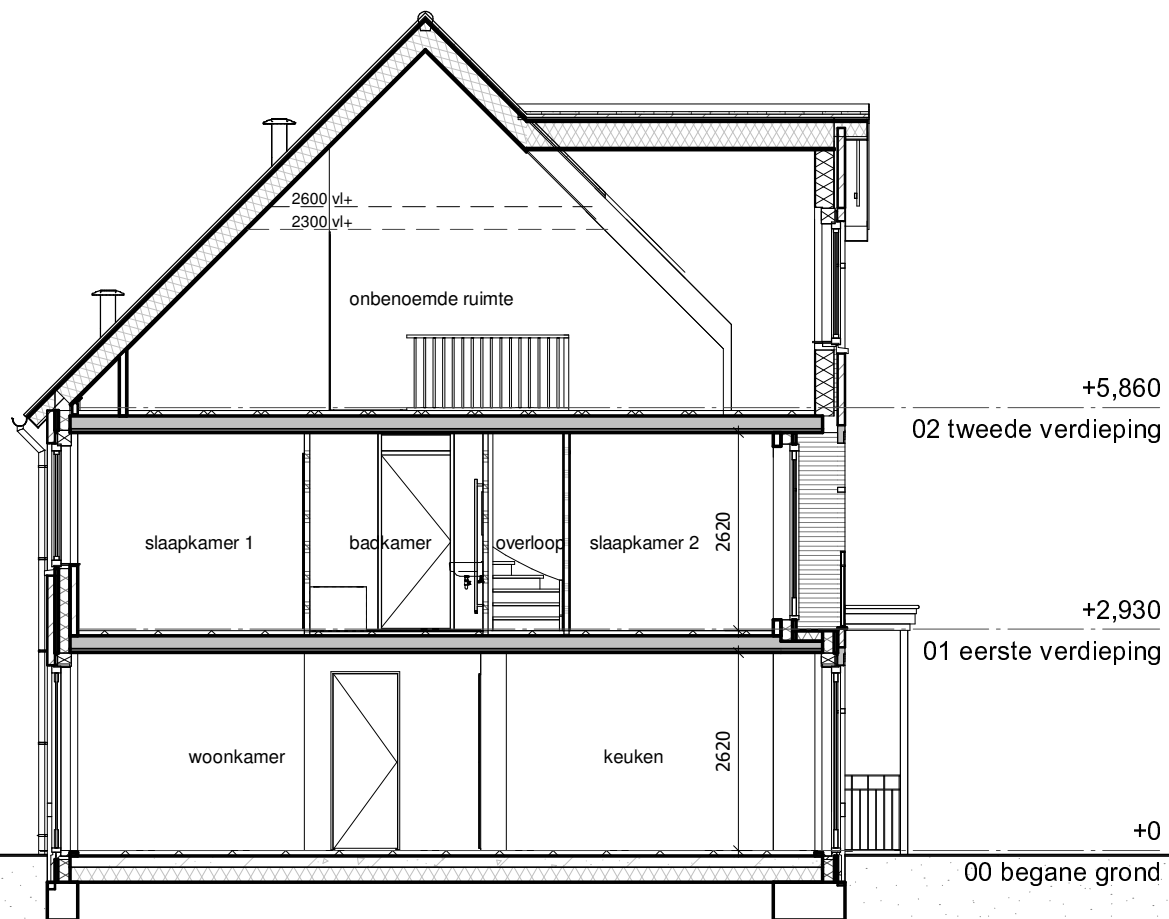 2600 vl+
2300 vl+
onbenoemde ruimte
+5,860
02 tweede verdieping
slaapkamer 1
badkamer
overloop
slaapkamer 2
2620
+2,930
01 eerste verdieping
woonkamer
keuken
2620
+0
00 begane grond